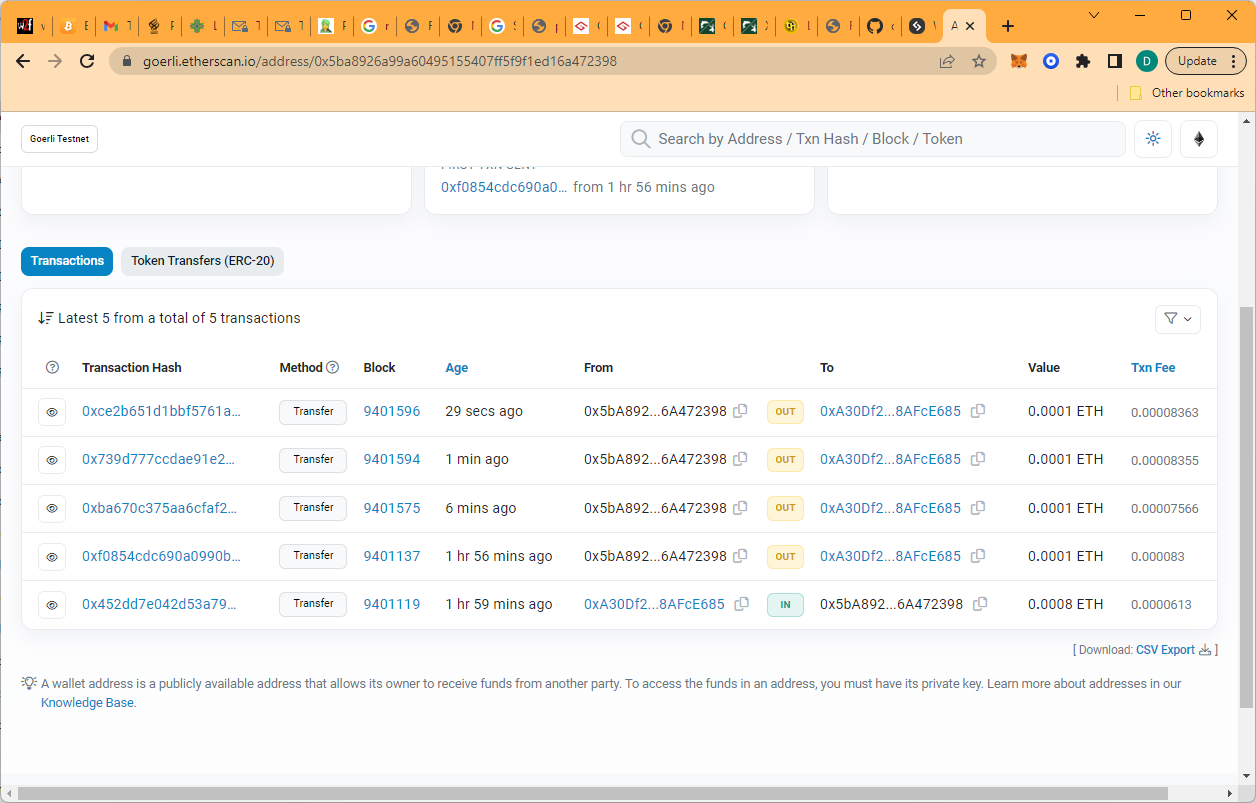 goerli.etherscan.io/address/0x5ba8926a99a60495155407ff5f9f1ed16a472398
D
Update
Other bookmarks
Goerli Testnet
Search by Address / Txn Hash / Block / Token
FIRST TXN SENT
0xf0854cdc690a0... from 1 hr 56 mins ago
Transactions Token Transfers (ERC-20)
Latest 5 from a total of 5 transactions
Transaction Hash Method Block Age From To Value Txn Fee
0xce2b651d1bbf5761a... Transfer 9401596 29 secs ago 0x5bA892...6A472398 OUT 0xA30Df2...8AFcE685 0.0001 ETH 0.00008363
0x739d777ccdae91e2... Transfer 9401594 1 min ago 0x5bA892...6A472398 OUT 0xA30Df2...8AFcE685 0.0001 ETH 0.00008355
0xba670c375aa6cfaf2... Transfer 9401575 6 mins ago 0x5bA892...6A472398 OUT 0xA30Df2...8AFcE685 0.0001 ETH 0.00007566
0xf0854cdc690a0990b... Transfer 9401137 1 hr 56 mins ago 0x5bA892...6A472398 OUT 0xA30Df2...8AFcE685 0.0001 ETH 0.000083
0x452dd7e042d53a79... Transfer 9401119 1 hr 59 mins ago 0xA30Df2...8AFcE685 IN 0x5bA892...6A472398 0.0008 ETH 0.0000613
[ Download: CSV Export ]
A wallet address is a publicly available address that allows its owner to receive funds from another party. To access the funds in an address, you must have its private key. Learn more about addresses in our
Knowledge Base.